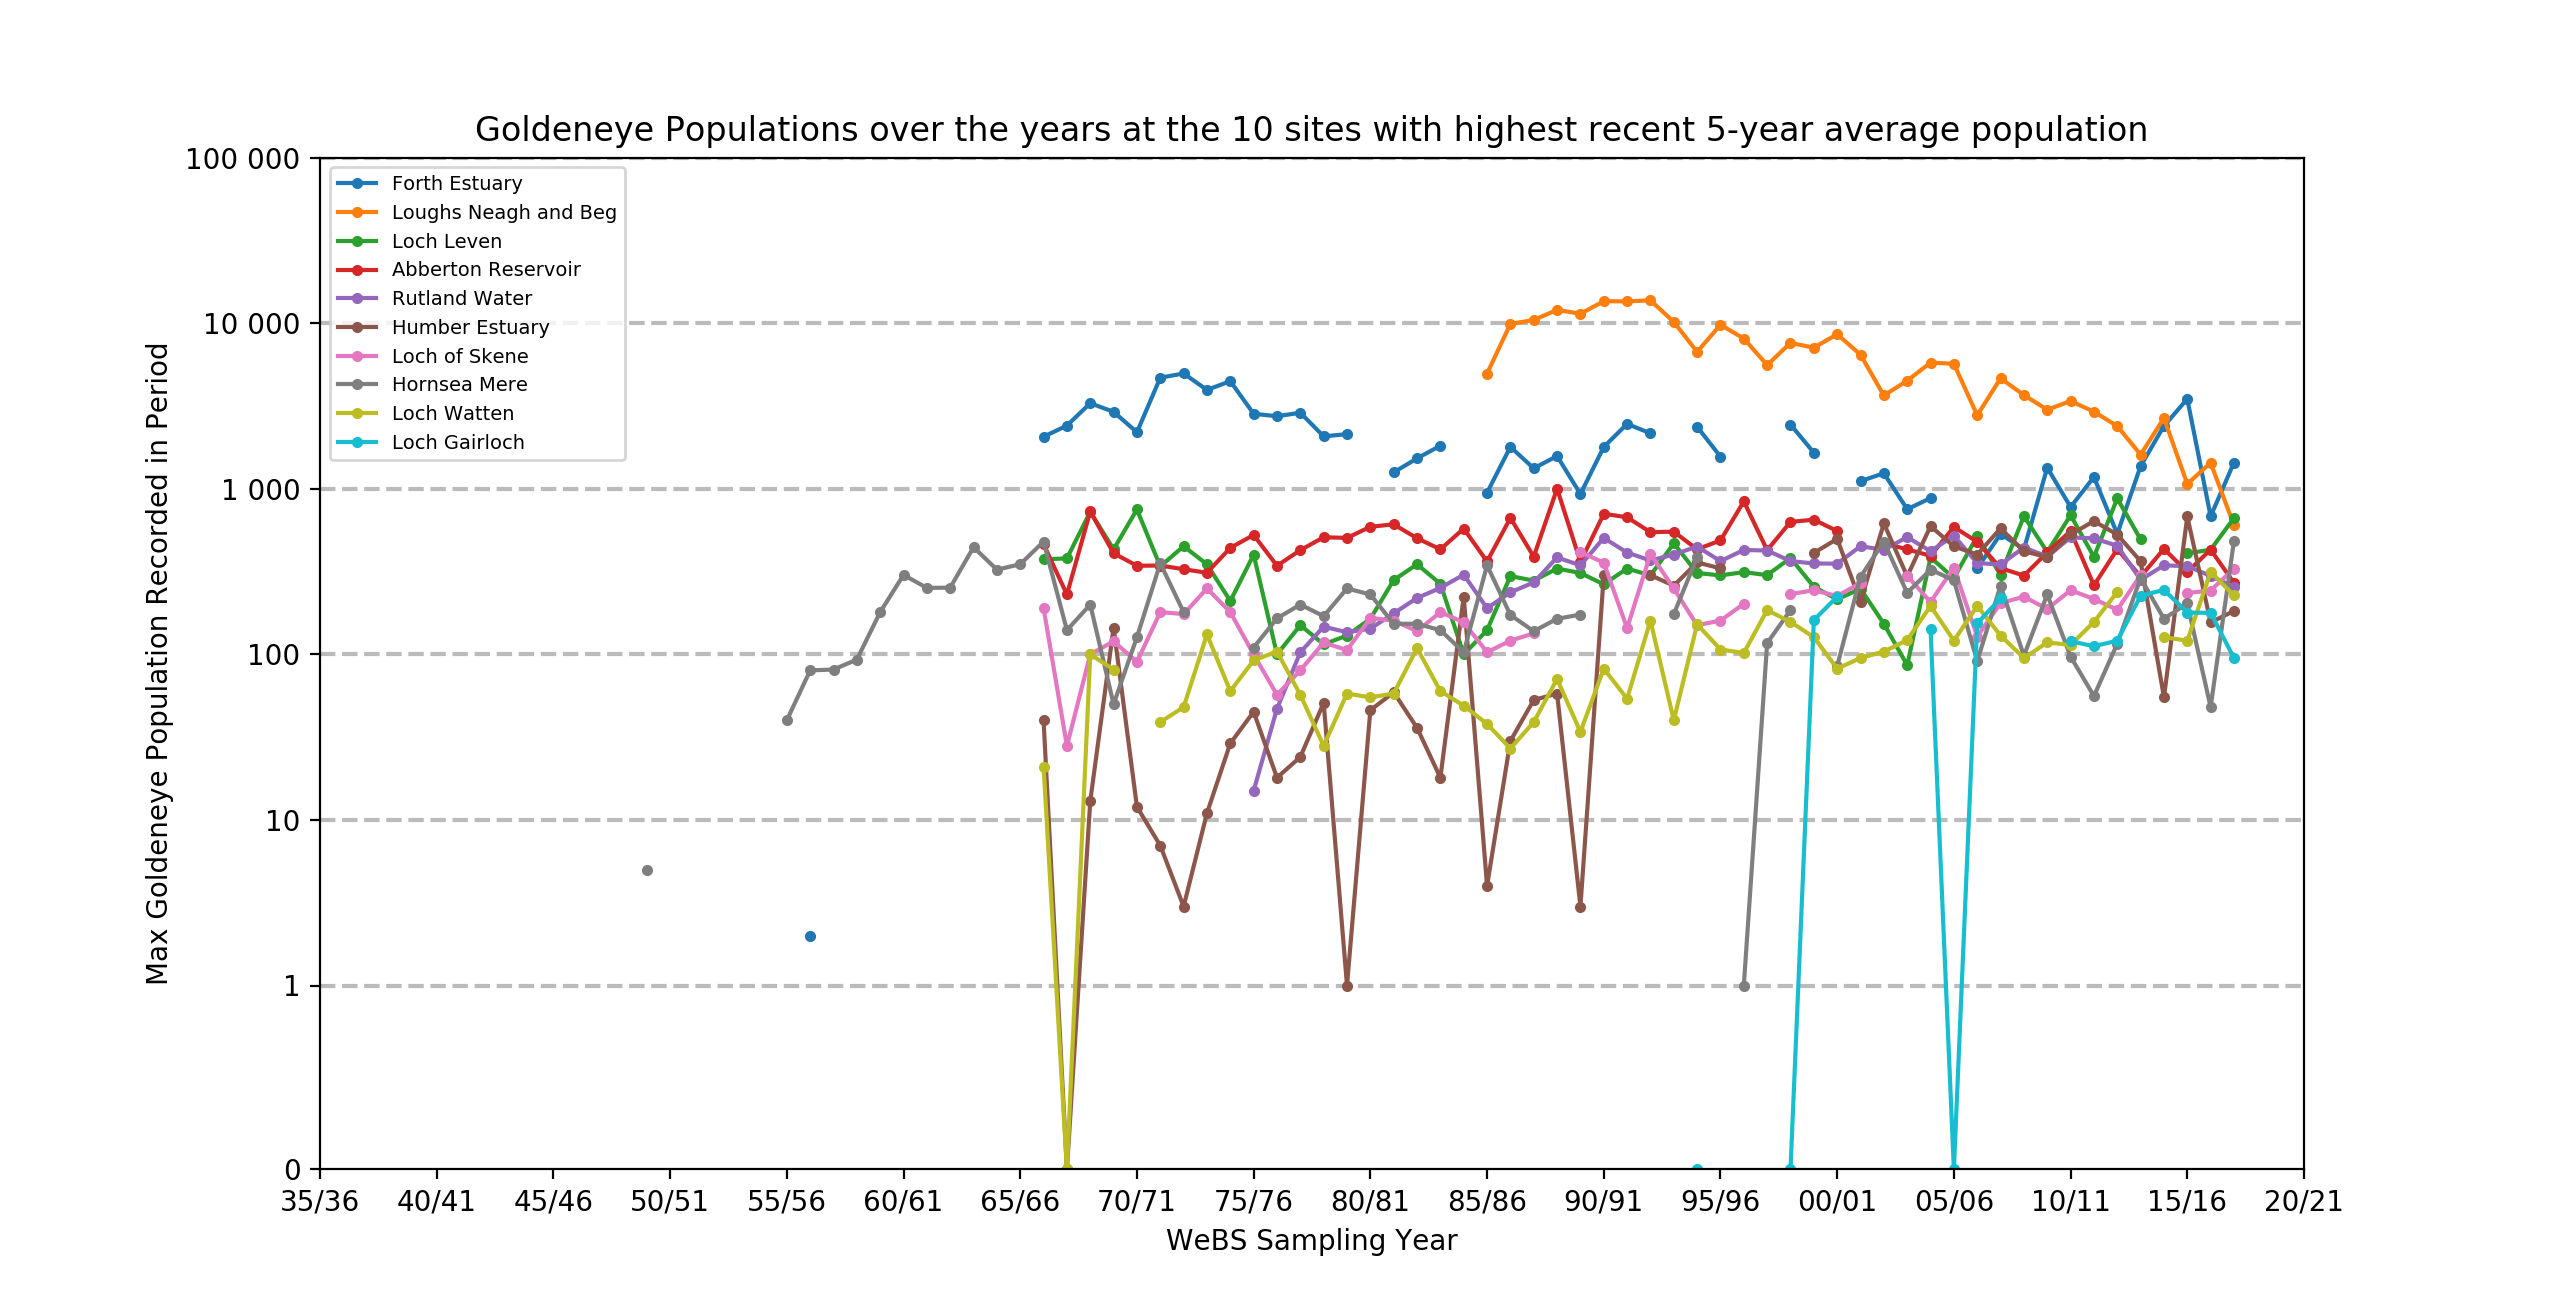 Goldeneye Populations over the years at the 10 sites with highest recent 5-year average population
100 000
10 000
1 000
100
10
1
0
Max Goldeneye Population Recorded in Period
Forth Estuary
Loughs Neagh and Beg
Loch Leven
Abberton Reservoir
Rutland Water
Humber Estuary
Loch of Skene
Hornsea Mere
Loch Watten
Loch Gairloch
35/36 40/41 45/46 50/51 55/56 60/61 65/66 70/71 75/76 80/81 85/86 90/91 95/96 00/01 05/06 10/11 15/16 20/21
WeBS Sampling Year